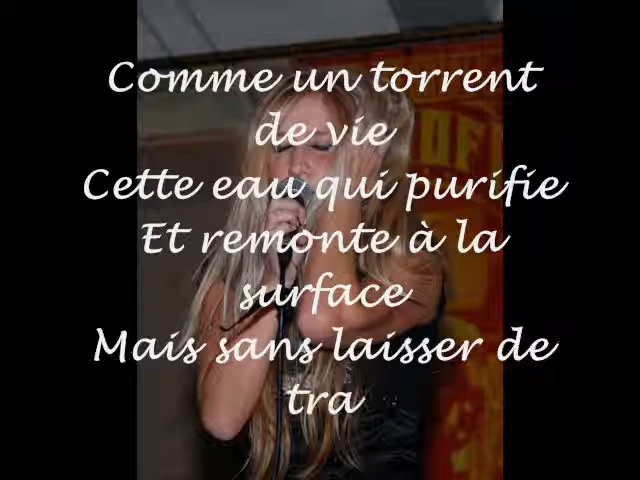 Comme un torrent
de vie
Cette eau qui purifie
Et remonte à la
surface
Mais sans laisser de
tra